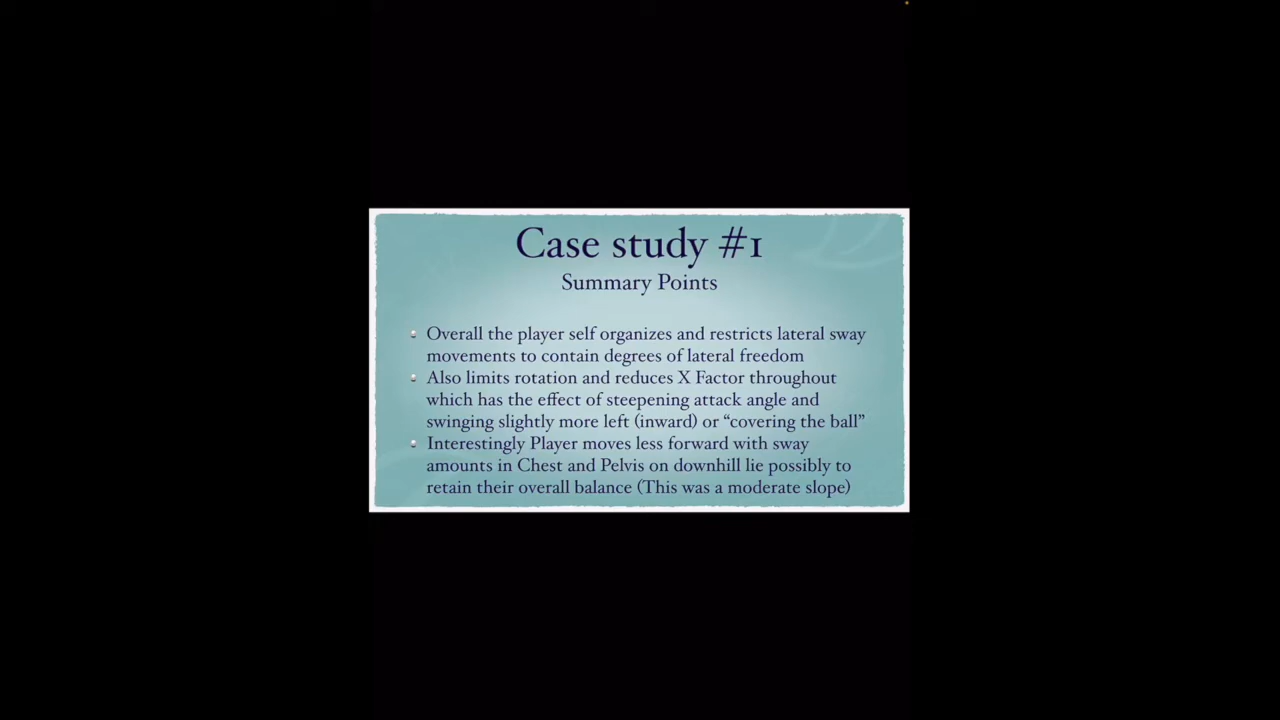 Case study #1
Summary Points
• Overall the player self organizes and restricts lateral sway
movements to contain degrees of lateral freedom
• Also limits rotation and reduces X Factor throughout
which has the effect of steepening attack angle and
swinging slightly more left (inward) or “covering the ball”
• Interestingly Player moves less forward with sway
amounts in Chest and Pelvis on downhill lie possibly to
retain their overall balance (This was a moderate slope)